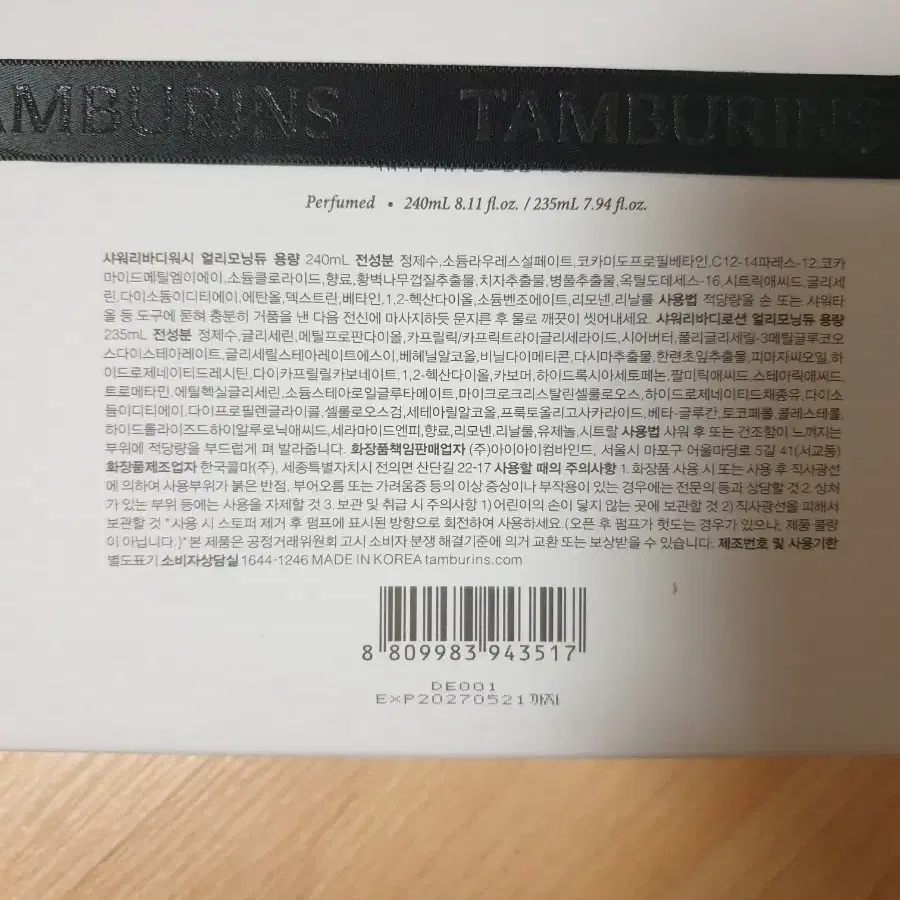 AMBURINS TAMBURINS
Perfumed • 240mL 8.11 fl.oz. / 235mL 7.94 fl.oz.
샤워리바디워시 얼리모닝듀 용량 240mL 전성분 정제수,소듐라우레스설페이트,코카미도프로필베타인,C12-14파레스-12,코카
마이드메틸엠이에이,소듐클로라이드,향료,황벽나무껍질추출물,치자추출물,병풀추출물,옥틸도데세스-16,시트릭애씨드,글리세
린,다이소듐이디티에이,에탄올,덱스트란,베타인,1,2-헥산다이올,소듐벤조에이트,리모넨,리날룰 사용법 적당량을 손 또는 샤워타
올 등 도구에 묻혀 충분히 거품을 낸 다음 전신에 마사지하듯 문지른 후 물로 깨끗이 씻어내세요. 샤워리바디로션 얼리모닝듀 용량
235mL 전성분 정제수,글리세린,메틸프로판다이올,카프릴릭/카프릭트라이글리세라이드,시어버터,폴리글리세릴-3메틸글루코오
스다이스테아레이트,글리세릴스테아레이트에스이,베헤닐알코올,비닐다이메티콘,다시마추출물,한련초잎추출물,피마자씨오일,하
이드로제네이티드레시틴,다이카프릴릴카보네이트,1,2-헥산다이올,카보머,하이드록시아세토페논,팔미틱애씨드,스테아릭애씨드,
트로메타민,에틸헥실글리세린,소듐스테아로일글루타메이트,마이크로크리스탈린셀룰로오스,하이드로제네이티드채종유,다이소
듐이디티에이,다이프로필렌글라이콜,셀룰로오스검,세테아릴알코올,프룩토올리고사카라이드,베타-글루칸,토코페롤,콜레스테롤,
하이드롤라이즈드하이알루로닉애씨드,세라마이드엔피,향료,리모넨,리날룰,유제놀,시트랄 사용법 샤워 후 또는 건조함이 느껴지는
부위에 적당량을 부드럽게 펴 발라줍니다. 화장품책임판매업자 (주)아이아이컴바인드, 서울시 마포구 어울마당로 5길 41(서교동)
화장품제조업자 한국콜마(주), 세종특별자치시 전의면 산단길 22-17 사용할 때의 주의사항 1. 화장품 사용 시 또는 사용 후 직사광선
에 의하여 사용부위가 붉은 반점, 부어오름 또는 가려움증 등의 이상 증상이나 부작용이 있는 경우에는 전문의 등과 상담할 것 2. 상처
가 있는 부위 등에는 사용을 자제할 것 3. 보관 및 취급 시 주의사항 1)어린이의 손이 닿지 않는 곳에 보관할 것 2)직사광선을 피해서
보관할 것 *사용 시 스토퍼 제거 후 펌프에 표시된 방향으로 회전하여 사용하세요.(오픈 후 펌프가 헛도는 경우가 있으나, 제품 불량
이 아닙니다.)*본 제품은 공정거래위원회 고시 소비자 분쟁 해결기준에 의거 교환 또는 보상받을 수 있습니다. 제조번호 및 사용기한
별도표기 소비자상담실 1644-1246 MADE IN KOREA tamburins.com
8 809983 943517
DE001
EXP20270521까지